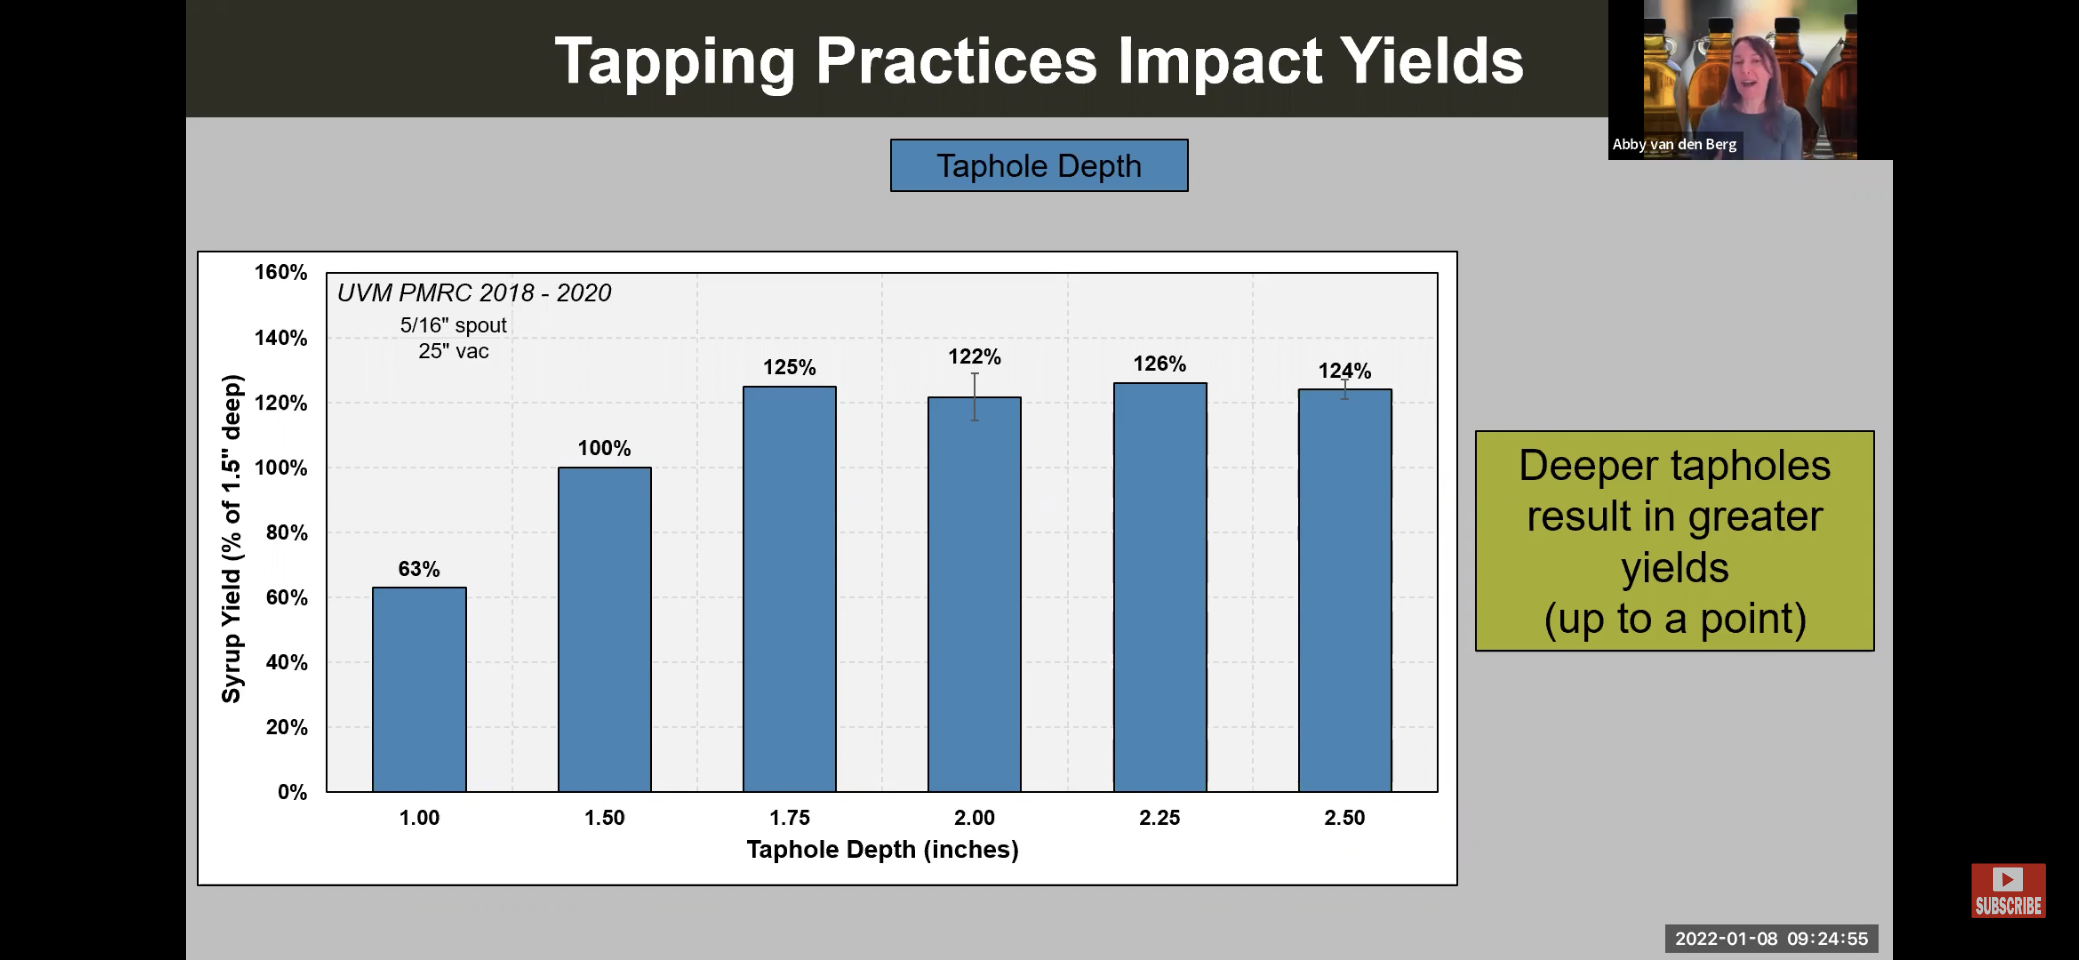 Tapping Practices Impact Yields
Abby van den Berg
Taphole Depth
UVM PMRC 2018 - 2020
5/16" spout
25" vac
Syrup Yield (% of 1.5" deep)
160%
140%
120%
100%
80%
60%
40%
20%
0%
63%
100%
125%
122%
126%
124%
1.00
1.50
1.75
2.00
2.25
2.50
Taphole Depth (inches)
Deeper tapholes
result in greater
yields
(up to a point)
SUBSCRIBE
2022-01-08 09:24:55